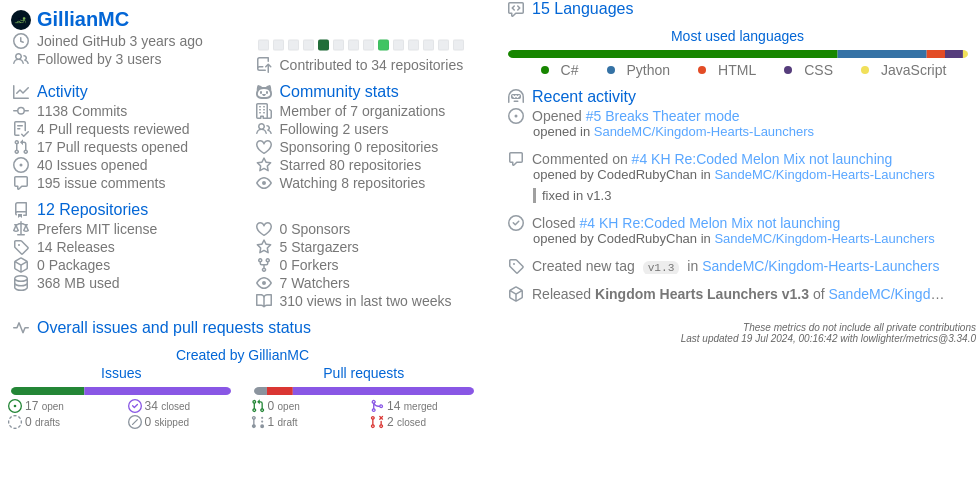 GillianMC
Joined GitHub 3 years ago
Followed by 3 users
Contributed to 34 repositories
Activity
1138 Commits
4 Pull requests reviewed
17 Pull requests opened
40 Issues opened
195 issue comments
Community stats
Member of 7 organizations
Following 2 users
Sponsoring 0 repositories
Starred 80 repositories
Watching 8 repositories
12 Repositories
Prefers MIT license
14 Releases
0 Packages
368 MB used
0 Sponsors
5 Stargazers
0 Forkers
7 Watchers
310 views in last two weeks
Overall issues and pull requests status
Created by GillianMC
Issues
17 open
34 closed
0 drafts
0 skipped
Pull requests
0 open
14 merged
1 draft
2 closed
15 Languages
Most used languages
C# Python HTML CSS JavaScript
Recent activity
Opened #5 Breaks Theater mode
opened in SandeMC/Kingdom-Hearts-Launchers
Commented on #4 KH Re:Coded Melon Mix not launching
opened by CodedRubyChan in SandeMC/Kingdom-Hearts-Launchers
fixed in v1.3
Closed #4 KH Re:Coded Melon Mix not launching
opened by CodedRubyChan in SandeMC/Kingdom-Hearts-Launchers
Created new tag v1.3 in SandeMC/Kingdom-Hearts-Launchers
Released Kingdom Hearts Launchers v1.3 of SandeMC/Kingd…
These metrics do not include all private contributions
Last updated 19 Jul 2024, 00:16:42 with lowlighter/metrics@3.34.0